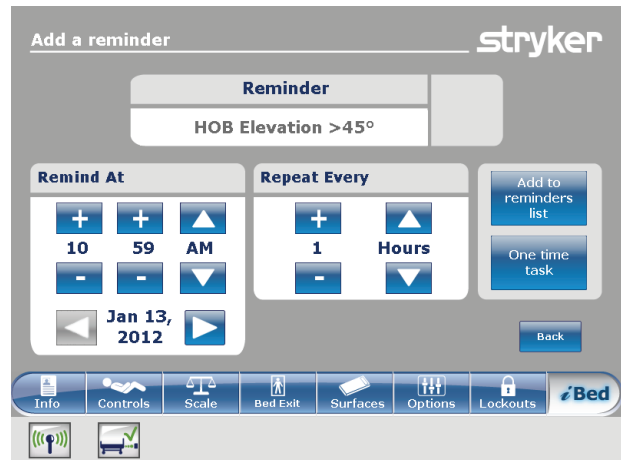 Add a reminder
stryker
Reminder
HOB Elevation >45°
Remind At
Repeat Every
Add to
reminders
list
+ + +
10 59 AM 1 Hours
- - -
One time
task
Jan 13,
2012
Back
Info Controls Scale Bed Exit Surfaces Options Lockouts iBed